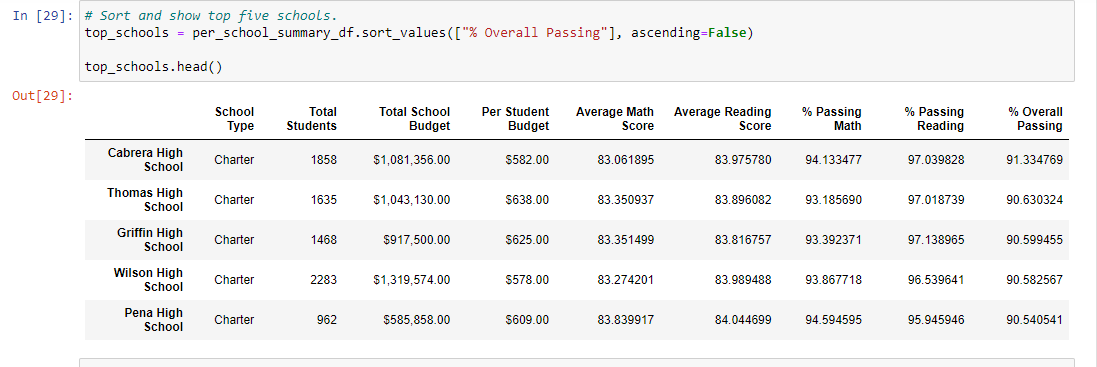 In [29]: # Sort and show top five schools.
top_schools = per_school_summary_df.sort_values(["% Overall Passing"], ascending=False)
top_schools.head()
Out[29]:
School Type Total Students Total School Budget Per Student Budget Average Math Score Average Reading Score % Passing Math % Passing Reading % Overall Passing
Cabrera High School Charter 1858 $1,081,356.00 $582.00 83.061895 83.975780 94.133477 97.039828 91.334769
Thomas High School Charter 1635 $1,043,130.00 $638.00 83.350937 83.896082 93.185690 97.018739 90.630324
Griffin High School Charter 1468 $917,500.00 $625.00 83.351499 83.816757 93.392371 97.138965 90.599455
Wilson High School Charter 2283 $1,319,574.00 $578.00 83.274201 83.989488 93.867718 96.539641 90.582567
Pena High School Charter 962 $585,858.00 $609.00 83.839917 84.044699 94.594595 95.945946 90.540541